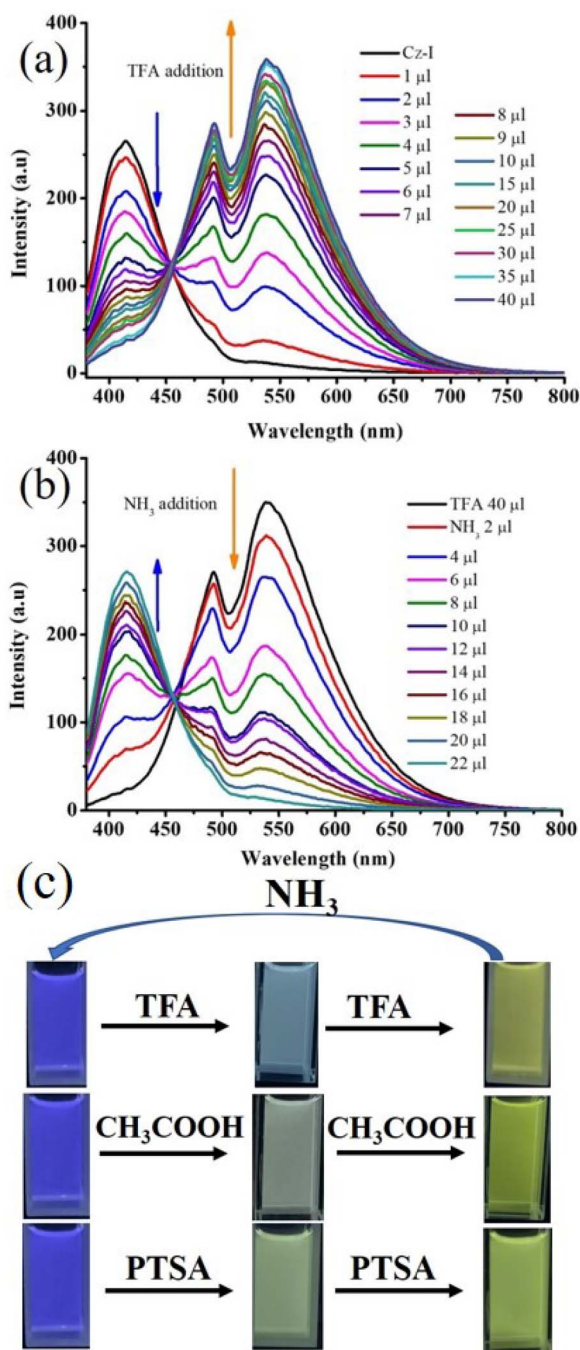 (a)
TFA addition
Cz-I
1 µl
2 µl
3 µl
4 µl
5 µl
6 µl
7 µl
8 µl
9 µl
10 µl
15 µl
20 µl
25 µl
30 µl
35 µl
40 µl
Intensity (a.u)
400
300
200
100
0
400 450 500 550 600 650 700 750 800
Wavelength (nm)
(b)
NH₃ addition
TFA 40 µl
NH₃ 2 µl
4 µl
6 µl
8 µl
10 µl
12 µl
14 µl
16 µl
18 µl
20 µl
22 µl
Intensity (a.u)
400
300
200
100
0
400 450 500 550 600 650 700 750 800
Wavelength (nm)
(c)
NH₃
TFA TFA
CH₃COOH CH₃COOH
PTSA PTSA